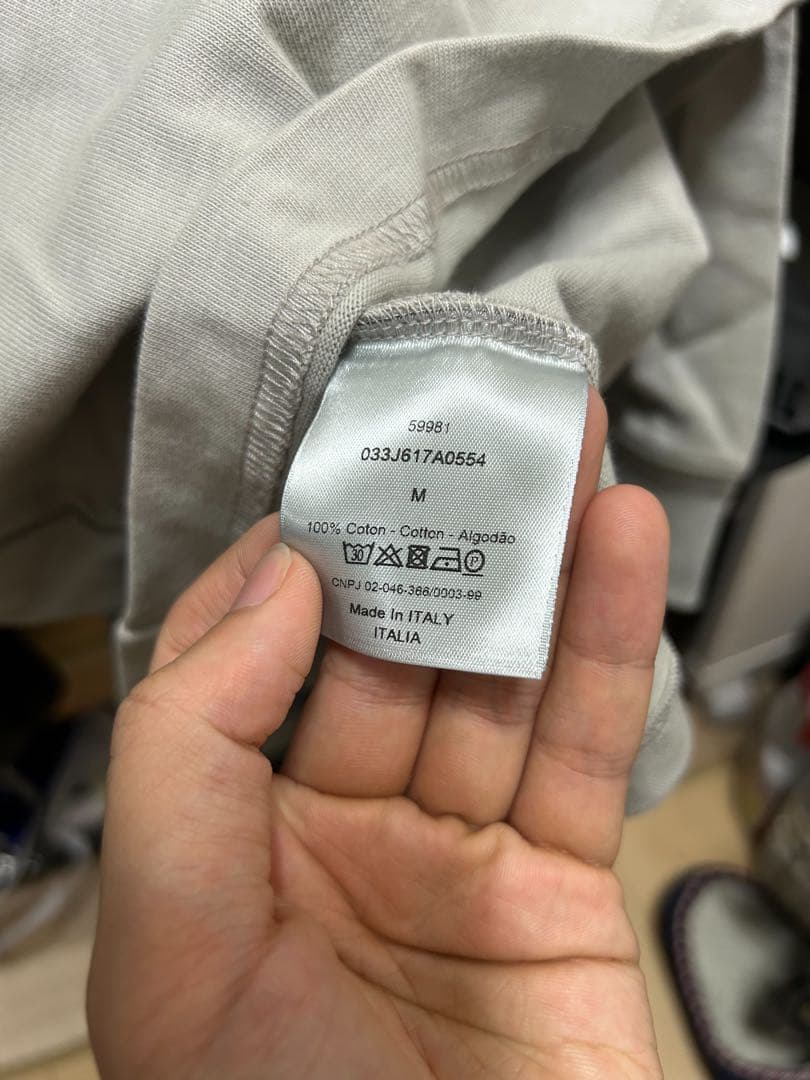 59981
033J617A0554
M
100% Coton - Cotton - Algodão
30 P
CNPJ 02-046-366/0003-99
Made In ITALY
ITALIA